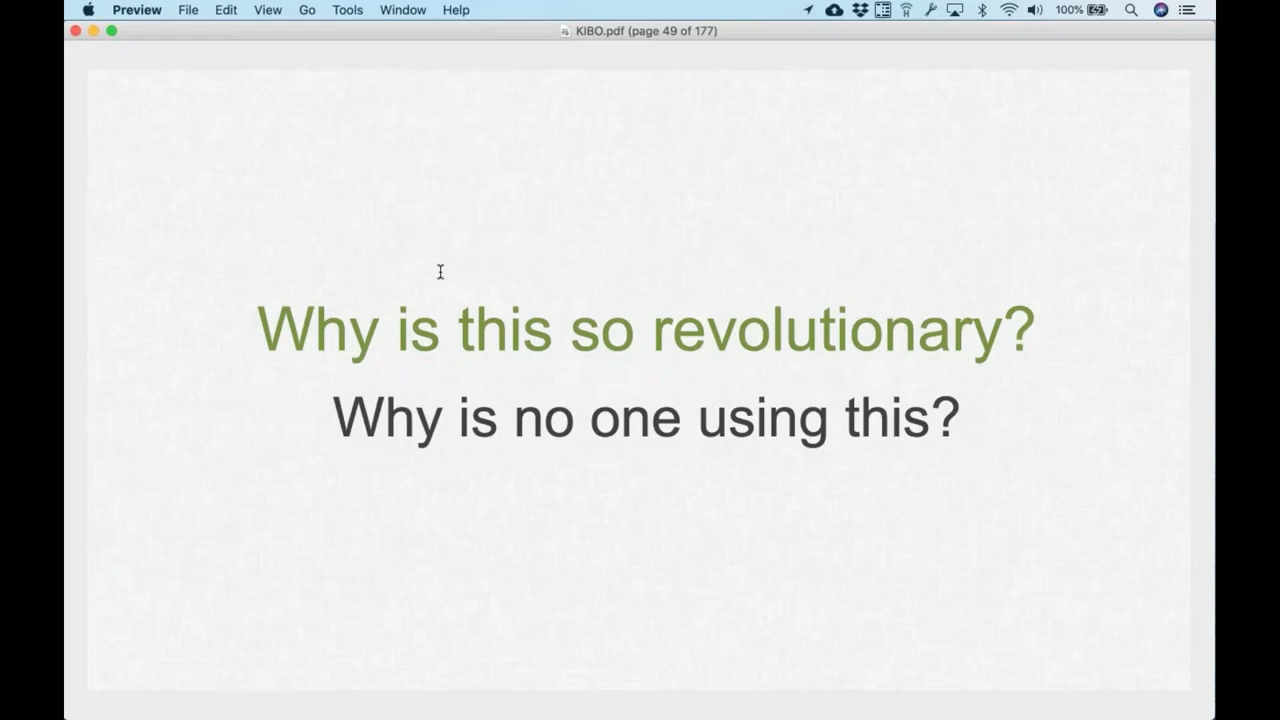 Preview File Edit View Go Tools Window Help 100%
KIBO.pdf (page 49 of 177)
Why is this so revolutionary?
Why is no one using this?